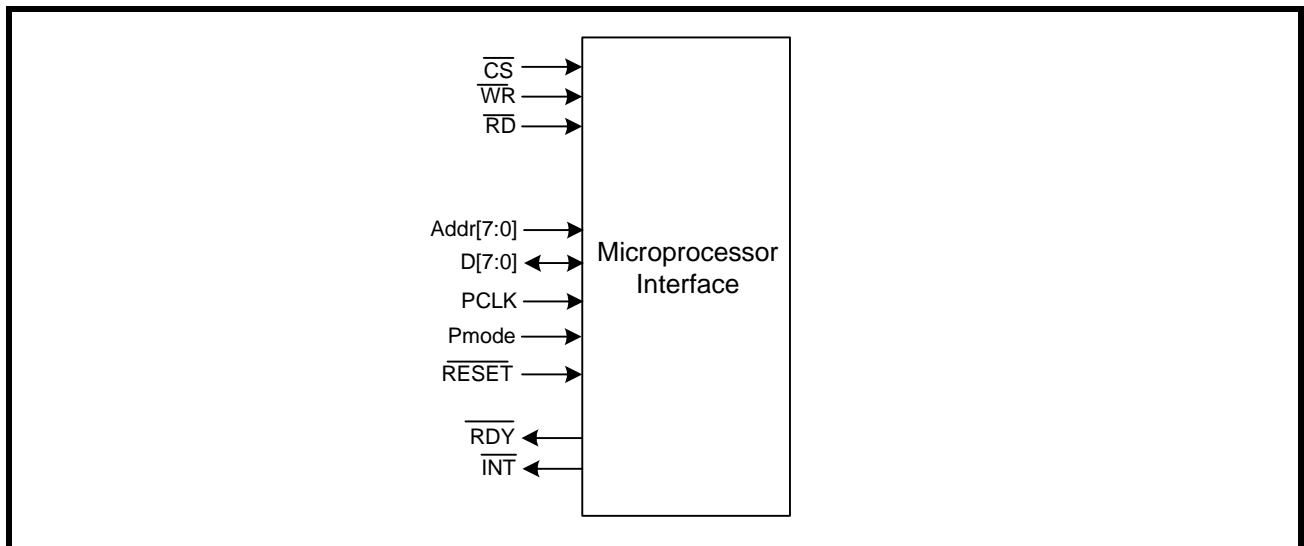 CS
WR
RD
Addr[7:0]
D[7:0]
PCLK
Pmode
RESET
RDY
INT
Microprocessor
Interface